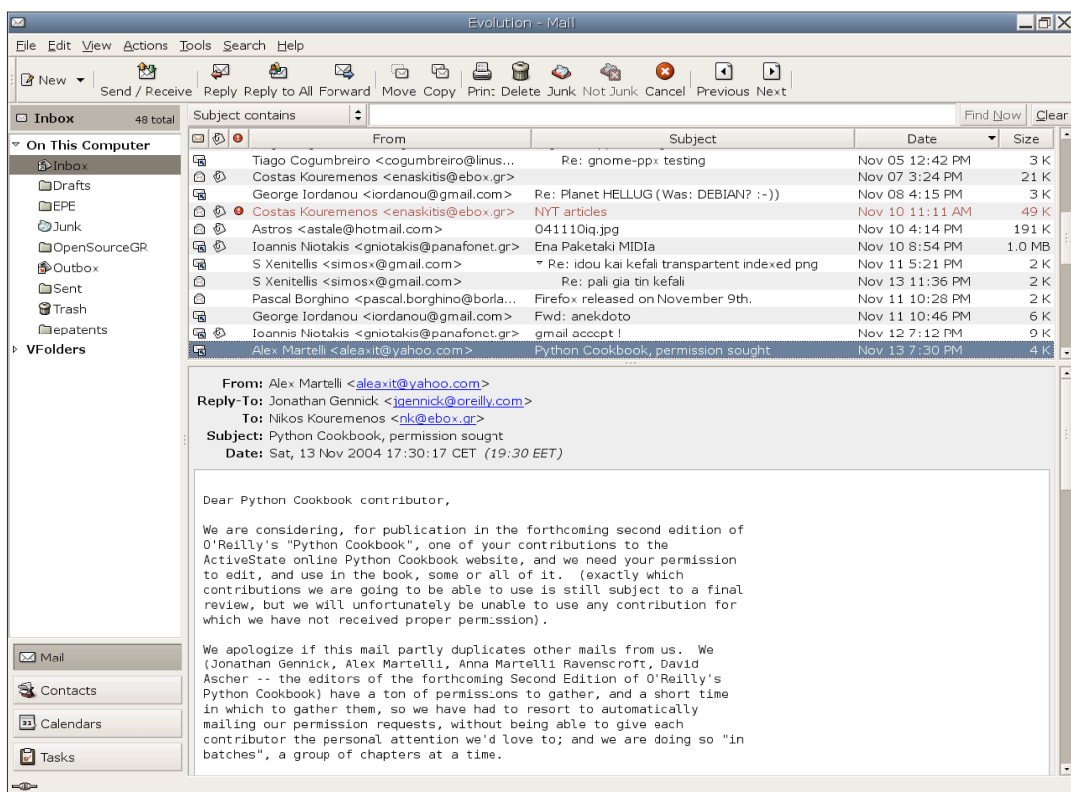 Evolution - Mail
File Edit View Actions Tools Search Help
New Send / Receive Reply Reply to All Forward Move Copy Print Delete Junk Not Junk Cancel Previous Next
Inbox 48 total
Subject contains Find Now Clear
On This Computer
Inbox
Drafts
EPE
Junk
OpenSourceGR
Outbox
Sent
Trash
epatents
VFolders
From Subject Date Size
Tiago Cogumbreiro <cogumbreiro@linus... Re: gnome-ppx testing Nov 05 12:42 PM 3 K
Costas Kouremenos <enaskitis@ebox.gr> Nov 07 3:24 PM 21 K
George Iordanou <iordanou@gmail.com> Re: Planet HELLUG (Was: DEBIAN? :-)) Nov 08 4:15 PM 3 K
Costas Kouremenos <enaskitis@ebox.gr> NYT articles Nov 10 11:11 AM 49 K
Astros <astale@hotmail.com> 041110iq.jpg Nov 10 4:14 PM 191 K
Ioannis Niotakis <gniotakis@panafonet.gr> Ena Paketaki MIDIa Nov 10 8:54 PM 1.0 MB
S Xenitellis <simosx@gmail.com> Re: idou kai kefali transpartent indexed png Nov 11 5:21 PM 2 K
S Xenitellis <simosx@gmail.com> Re: pali gia tin kefali Nov 13 11:36 PM 2 K
Pascal Borghino <pascal.borghino@borla... Firefox released on November 9th. Nov 11 10:28 PM 2 K
George Iordanou <iordanou@gmail.com> Fwd: anekdoto Nov 11 10:46 PM 6 K
Ioannis Niotakis <gniotakis@panafonet.gr> gmail accept ! Nov 12 7:12 PM 9 K
Alex Martelli <aleaxit@yahoo.com> Python Cookbook, permission sought Nov 13 7:30 PM 4 K
From: Alex Martelli <aleaxit@yahoo.com>
Reply-To: Jonathan Gennick <jgennick@oreilly.com>
To: Nikos Kouremenos <nk@ebox.gr>
Subject: Python Cookbook, permission sought
Date: Sat, 13 Nov 2004 17:30:17 CET (19:30 EET)
Dear Python Cookbook contributor,
We are considering, for publication in the forthcoming second edition of
O'Reilly's "Python Cookbook", one of your contributions to the
ActiveState online Python Cookbook website, and we need your permission
to edit, and use in the book, some or all of it. (exactly which
contributions we are going to be able to use is still subject to a final
review, but we will unfortunately be unable to use any contribution for
which we have not received proper permission).
We apologize if this mail partly duplicates other mails from us. We
(Jonathan Gennick, Alex Martelli, Anna Martelli Ravenscroft, David
Ascher -- the editors of the forthcoming Second Edition of O'Reilly's
Python Cookbook) have a ton of permissions to gather, and a short time
in which to gather them, so we have had to resort to automatically
mailing our permission requests, without being able to give each
contributor the personal attention we'd love to; and we are doing so "in
batches", a group of chapters at a time.
Mail
Contacts
Calendars
Tasks